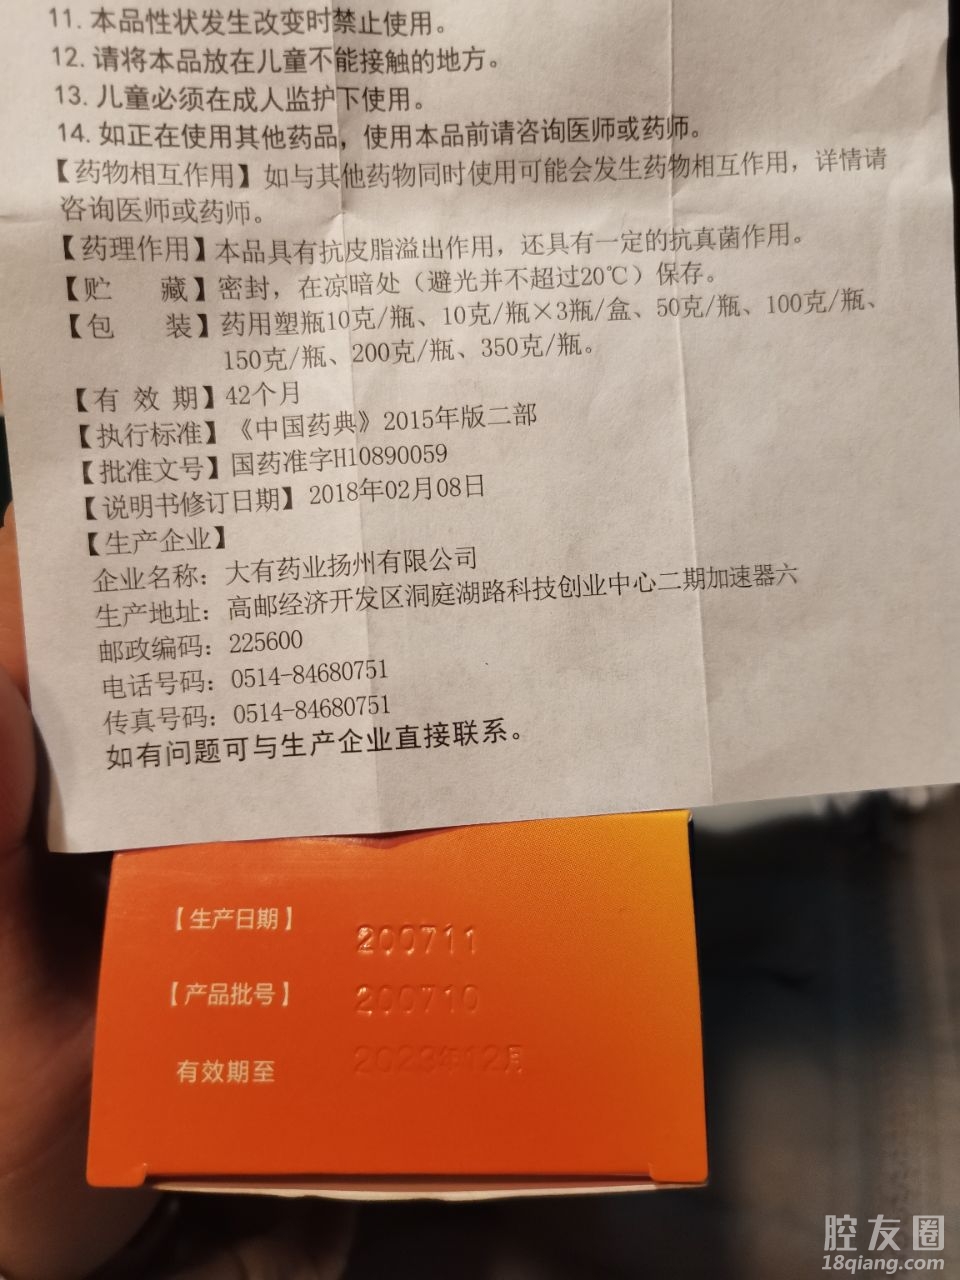 11. 本品性状发生改变时禁止使用。
12. 请将本品放在儿童不能接触的地方。
13. 儿童必须在成人监护下使用。
14. 如正在使用其他药品，使用本品前请咨询医师或药师。
【药物相互作用】如与其他药物同时使用可能会发生药物相互作用，详情请
咨询医师或药师。
【药理作用】本品具有抗皮脂溢出作用，还具有一定的抗真菌作用。
【贮 藏】密封，在凉暗处（避光并不超过20℃）保存。
【包 装】药用塑瓶10克/瓶、10克/瓶×3瓶/盒、50克/瓶、100克/瓶、
150克/瓶、200克/瓶、350克/瓶。
【有 效 期】42个月
【执行标准】《中国药典》2015年版二部
【批准文号】国药准字H10890059
【说明书修订日期】2018年02月08日
【生产企业】
企业名称：大有药业扬州有限公司
生产地址：高邮经济开发区洞庭湖路科技创业中心二期加速器六
邮政编码：225600
电话号码：0514-84680751
传真号码：0514-84680751
如有问题可与生产企业直接联系。
【生产日期】 200711
【产品批号】 200710
有效期至 2023年12月
腔友圈
18qiang.com